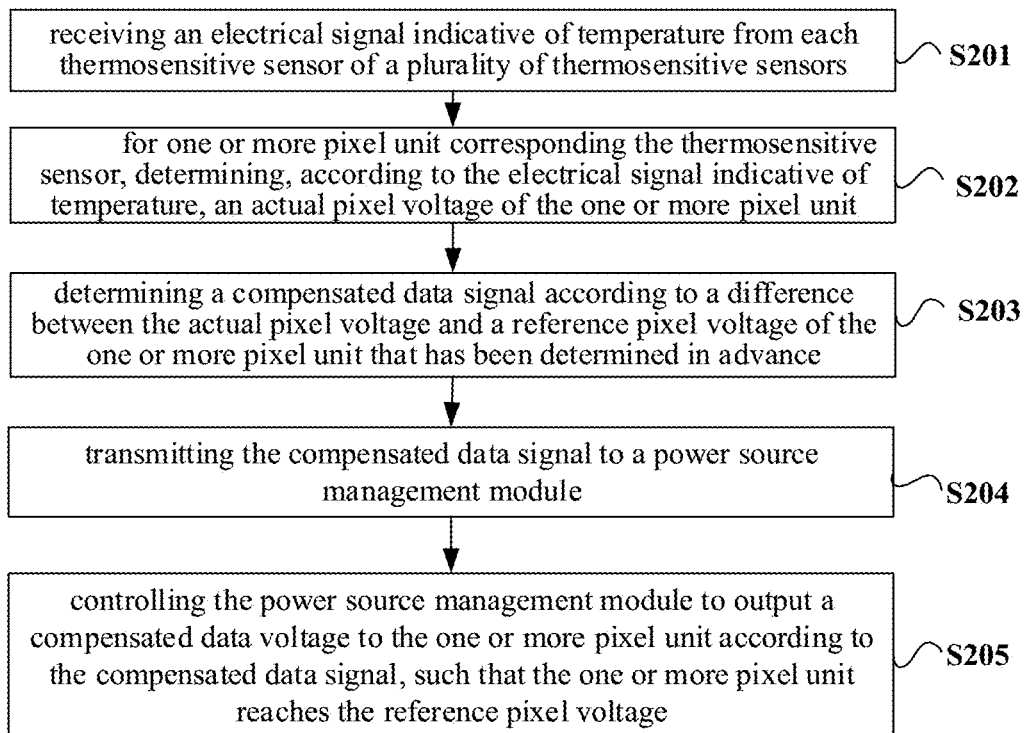 receiving an electrical signal indicative of temperature from each
thermosensitive sensor of a plurality of thermosensitive sensors
S201
for one or more pixel unit corresponding the thermosensitive
sensor, determining, according to the electrical signal indicative of
temperature, an actual pixel voltage of the one or more pixel unit
S202
determining a compensated data signal according to a difference
between the actual pixel voltage and a reference pixel voltage of the
one or more pixel unit that has been determined in advance
S203
transmitting the compensated data signal to a power source
management module
S204
controlling the power source management module to output a
compensated data voltage to the one or more pixel unit according to
the compensated data signal, such that the one or more pixel unit
reaches the reference pixel voltage
S205